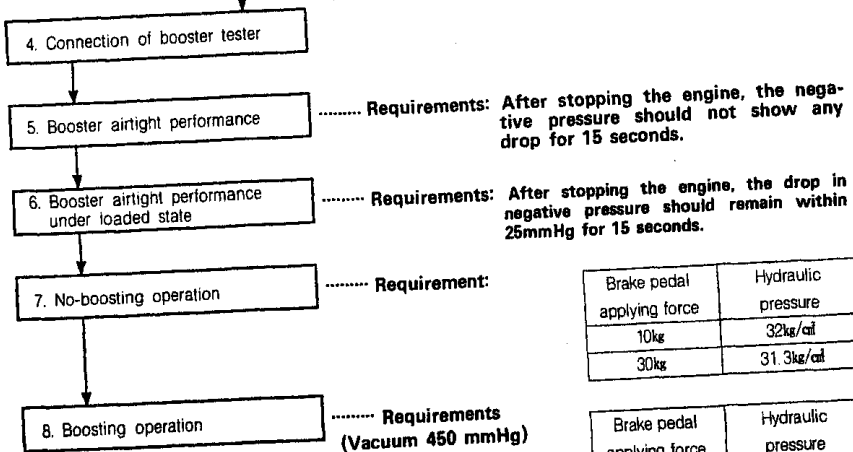 4. Connection of booster tester
5. Booster airtight performance
········· Requirements:
After stopping the engine, the nega-
tive pressure should not show any
drop for 15 seconds.
6. Booster airtight performance
under loaded state
········· Requirements:
After stopping the engine, the drop in
negative pressure should remain within
25mmHg for 15 seconds.
7. No-boosting operation
········· Requirement:
Brake pedal
applying force
Hydraulic
pressure
10㎏ 32㎏/㎠
30㎏ 31.3㎏/㎠
8. Boosting operation
········· Requirements
(Vacuum 450 mmHg)
Brake pedal
applying force
Hydraulic
pressure